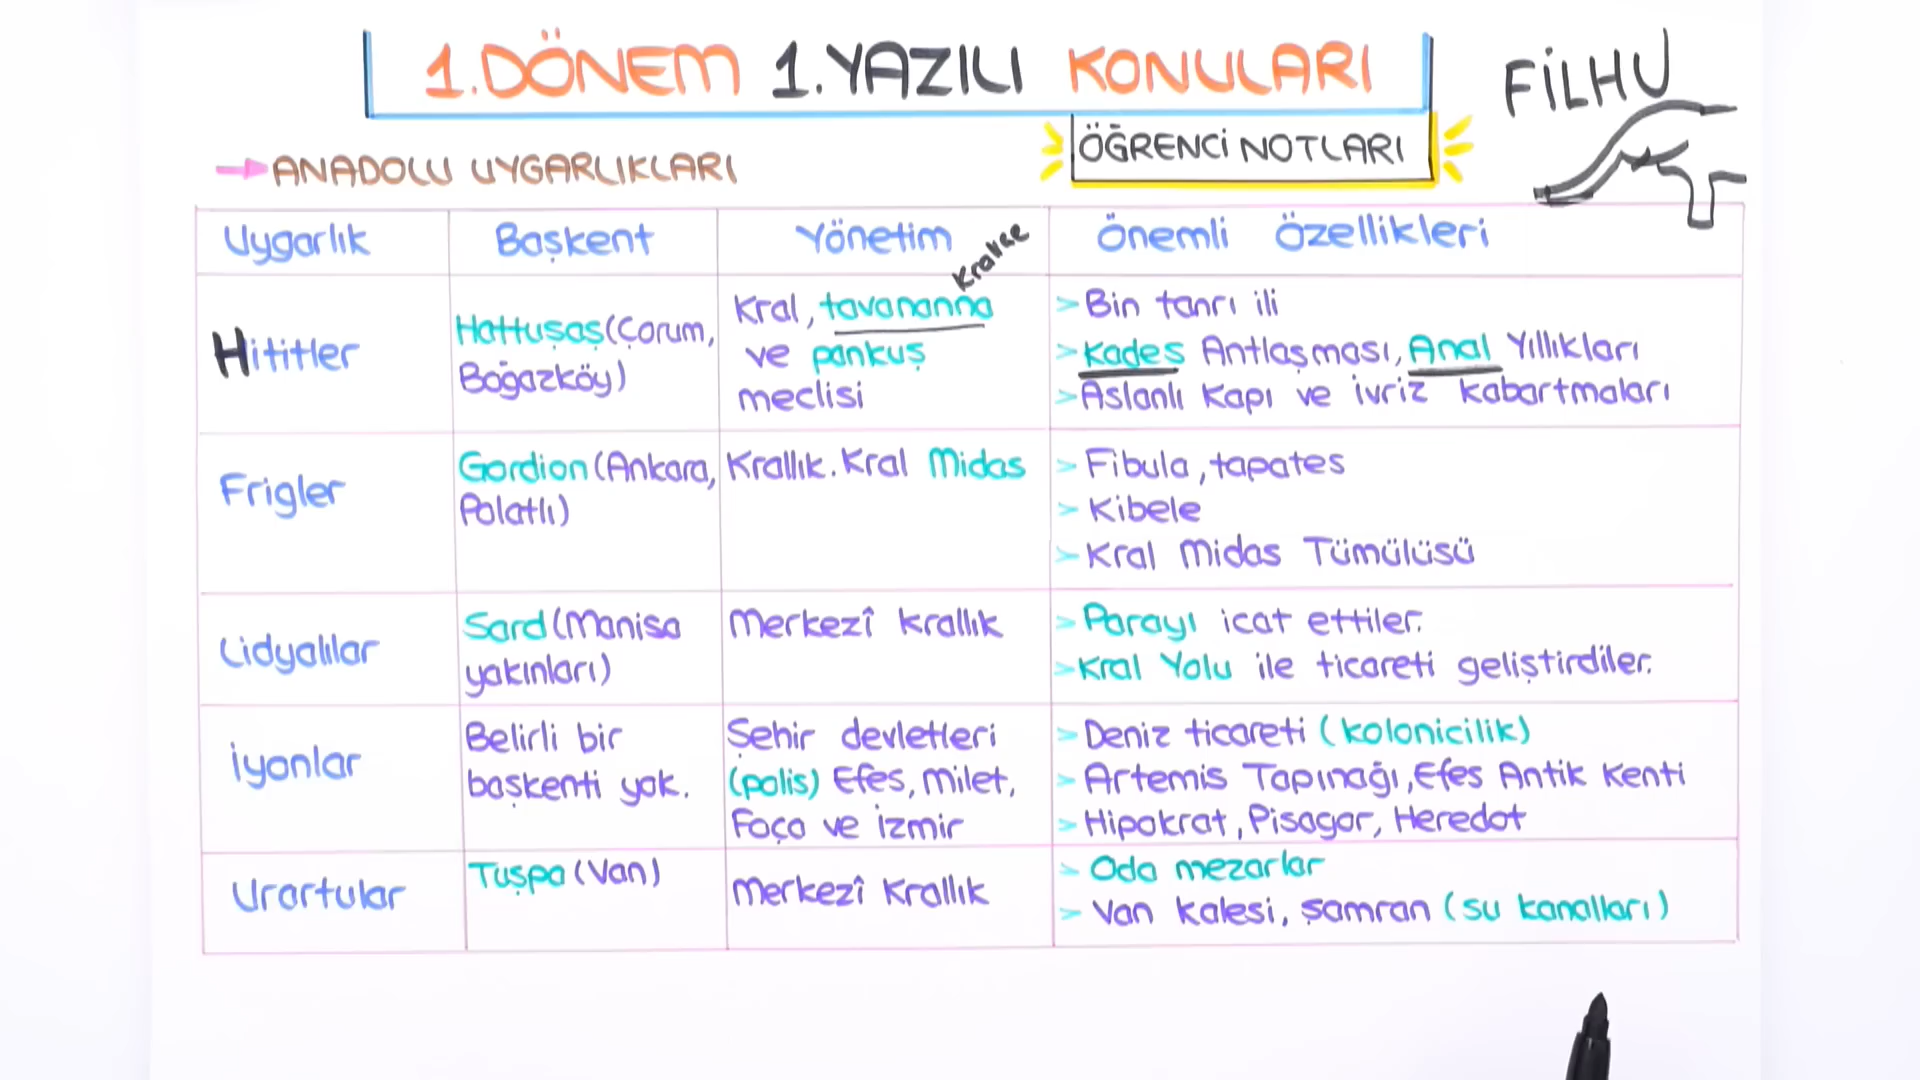 1.DÖNEM 1.YAZILI KONULARI
FİLHU
ÖĞRENCİ NOTLARI
ANADOLU UYGARLIKLARI
Uygarlık Başkent Yönetim Önemli Özellikleri
Kralice
Hititler
Hattuşaş(Çorum,
Boğazköy)
Kral, tavananna
ve pankuş
meclisi
>Bin tanrı ili
>Kades Antlaşması, Anal Yıllıkları
>Aslanlı Kapı ve İvriz kabartmaları
Frigler
Gordion (Ankara,
Polatlı)
Krallık. Kral Midas
> Fibula, tapates
> Kibele
> Kral Midas Tümülüsü
Lidyalılar
Sard (Manisa
yakınları)
Merkezî krallık
> Parayı icat ettiler.
>Kral Yolu ile ticareti geliştirdiler.
İyonlar
Belirli bir
başkenti yok.
Şehir devletleri
(polis) Efes, Milet,
Foça ve İzmir
> Deniz ticareti (kolonicilik)
> Artemis Tapınağı, Efes Antik Kenti
> Hipokrat, Pisagor, Heredot
Urartular
Tuşpa (Van)
Merkezî Krallık
> Oda mezarlar
> Van kalesi, şamran (su kanalları)